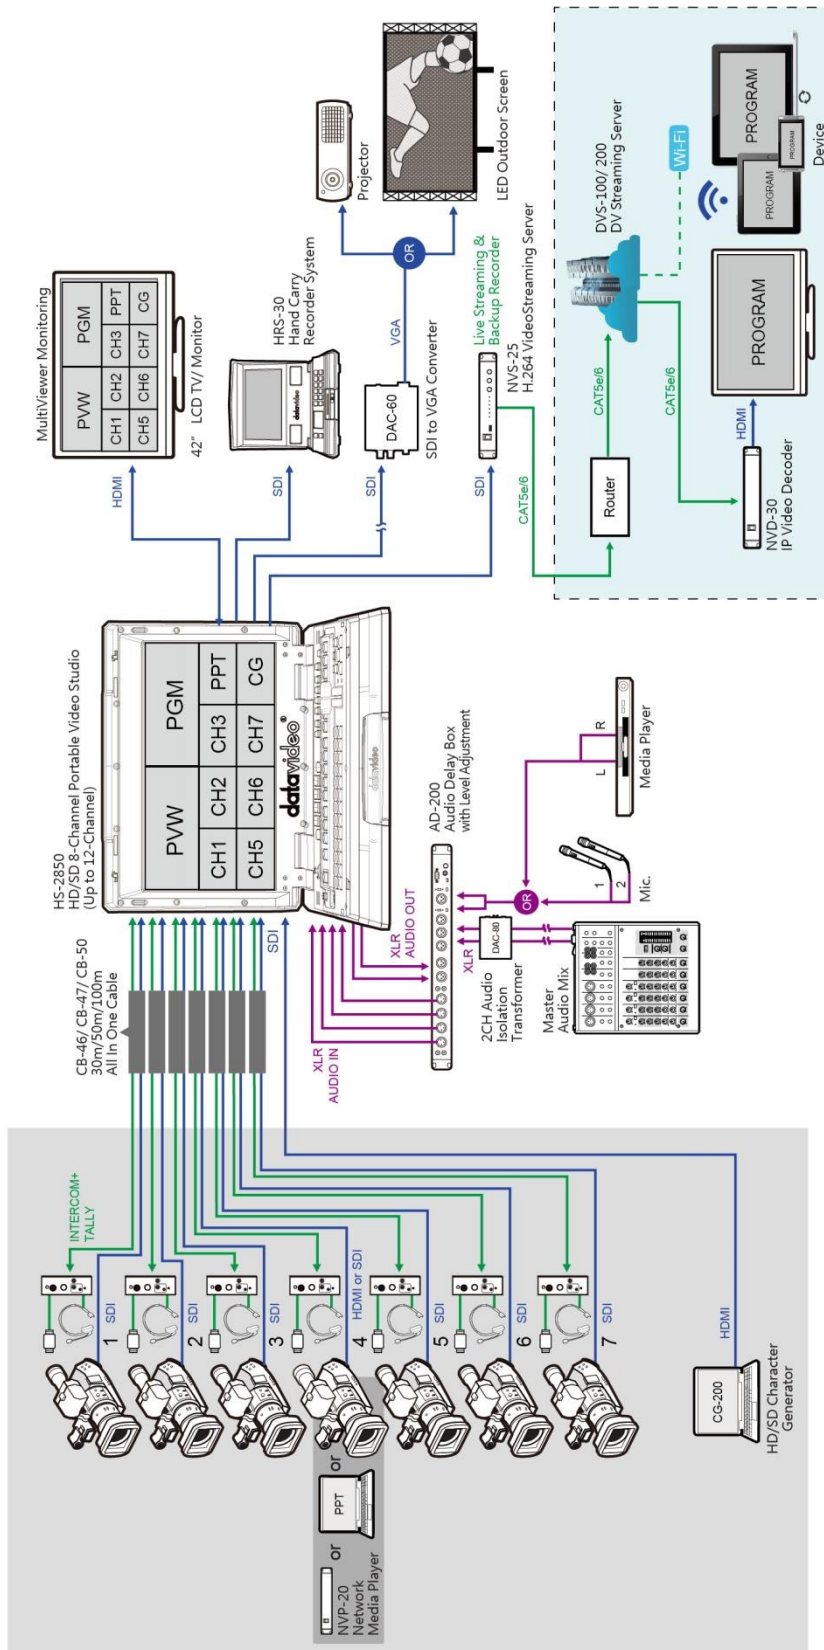 INTERCOM+
TALLY
1
SDI
2
SDI
3
SDI
4
HDMI or SDI
5
SDI
6
SDI
7
SDI
NVP-20
Network
Media Player
or
PPT
or
CG-200
HD/SD Character
Generator
HDMI
CB-46/ CB-47/ CB-50
30m/50m/100m
All In One Cable
SDI
HS-2850
HD/SD 8-Channel Portable Video Studio
(Up to 12-Channel)
PVW
PGM
CH1
CH2
CH3
PPT
CH5
CH6
CH7
CG
datavideo®
XLR
AUDIO IN
XLR
AUDIO OUT
AD-200
Audio Delay Box
with Level Adjustment
XLR
DAC-80
2CH Audio
Isolation
Transformer
Master
Audio Mix
OR
1
2
Mic.
L
R
Media Player
MultiViewer Monitoring
PVW
PGM
CH1
CH2
CH3
PPT
CH5
CH6
CH7
CG
42" LCD TV/ Monitor
HDMI
HRS-30
Hand Carry
Recorder System
datavideo
SDI
DAC-60
SDI to VGA Converter
SDI
VGA
OR
Projector
LED Outdoor Screen
Live Streaming &
Backup Recorder
NVS-25
H.264 VideoStreaming Server
SDI
CAT5e/6
Router
CAT5e/6
DVS-100/ 200
DV Streaming Server
CAT5e/6
Wi-Fi
NVD-30
IP Video Decoder
HDMI
PROGRAM
PROGRAM
PROGRAM
PROGRAM
Device